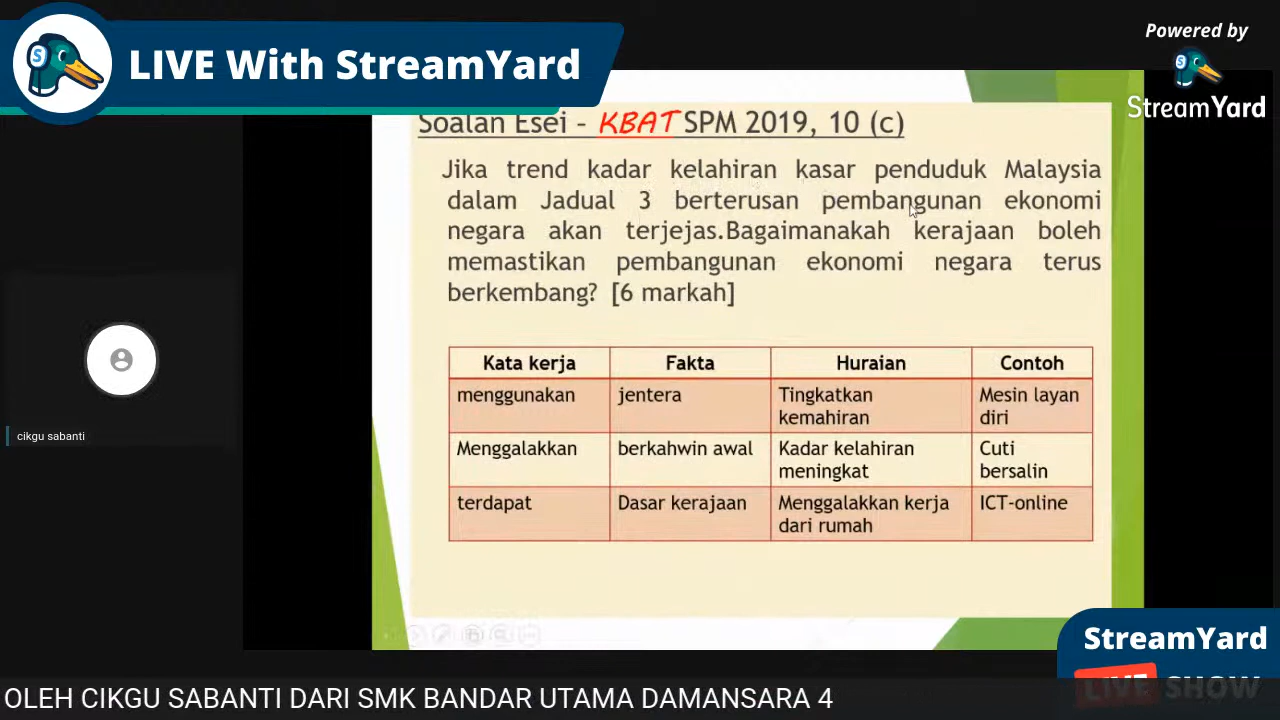 LIVE With StreamYard
Powered by
StreamYard
Soalan Esei - KBAT SPM 2019, 10 (c)
Jika trend kadar kelahiran kasar penduduk Malaysia
dalam Jadual 3 berterusan pembangunan ekonomi
negara akan terjejas.Bagaimanakah kerajaan boleh
memastikan pembangunan ekonomi negara terus
berkembang? [6 markah]
Kata kerja Fakta Huraian Contoh
menggunakan jentera Tingkatkan Mesin layan
kemahiran diri
Menggalakkan berkahwin awal Kadar kelahiran Cuti
meningkat bersalin
terdapat Dasar kerajaan Menggalakkan kerja ICT-online
dari rumah
cikgu sabanti
StreamYard
LIVE SHOW
OLEH CIKGU SABANTI DARI SMK BANDAR UTAMA DAMANSARA 4